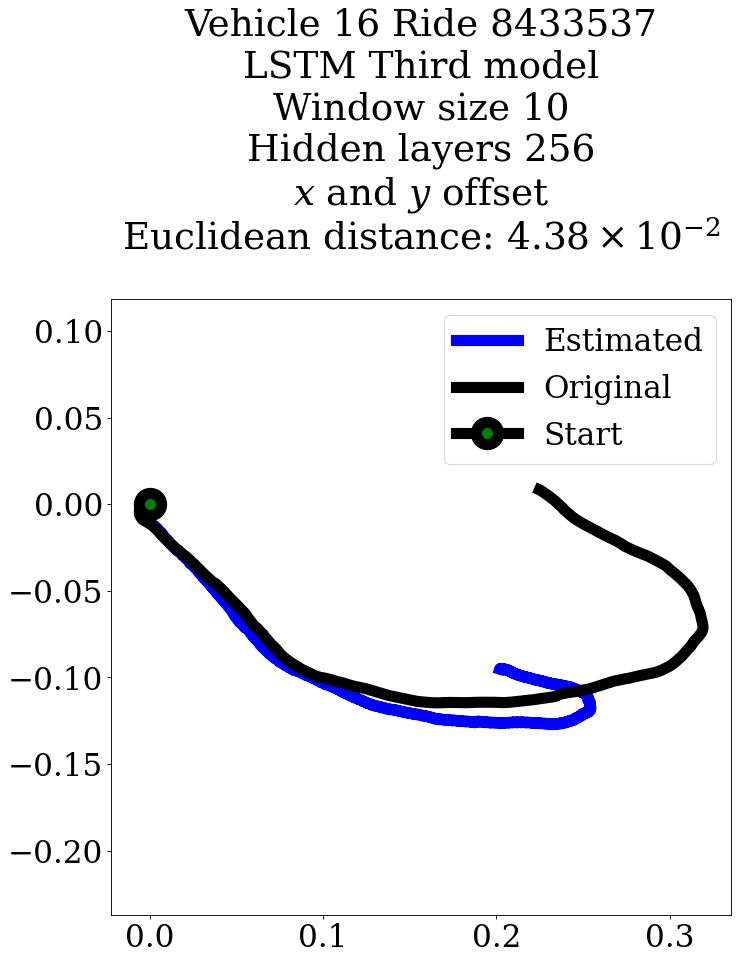 Vehicle 16 Ride 8433537
LSTM Third model
Window size 10
Hidden layers 256
x and y offset
Euclidean distance: 4.38 × 10⁻²
Estimated
Original
Start
0.10
0.05
0.00
−0.05
−0.10
−0.15
−0.20
0.0 0.1 0.2 0.3